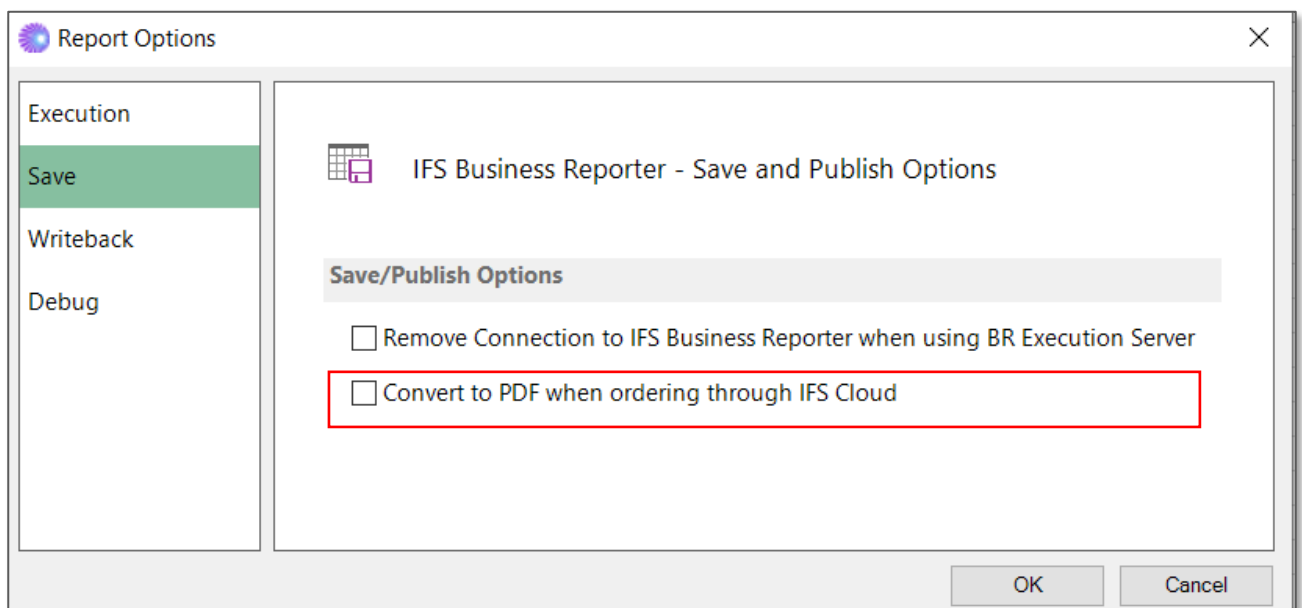 Report Options
Execution
Save
Writeback
Debug
IFS Business Reporter - Save and Publish Options
Save/Publish Options
Remove Connection to IFS Business Reporter when using BR Execution Server
Convert to PDF when ordering through IFS Cloud
OK
Cancel